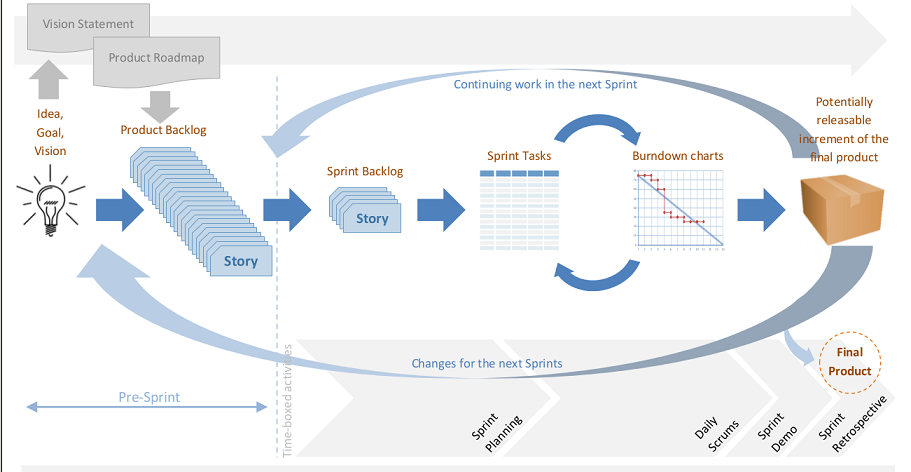 Vision Statement
Product Roadmap
Idea,
Goal,
Vision
Product Backlog
Story
Sprint Backlog
Story
Continuing work in the next Sprint
Sprint Tasks
Burndown charts
Potentially
releasable
increment of the
final product
Changes for the next Sprints
Final
Product
Pre-Sprint
Time-boxed activities
Sprint
Planning
Daily
Scrums
Sprint
Demo
Sprint
Retrospective